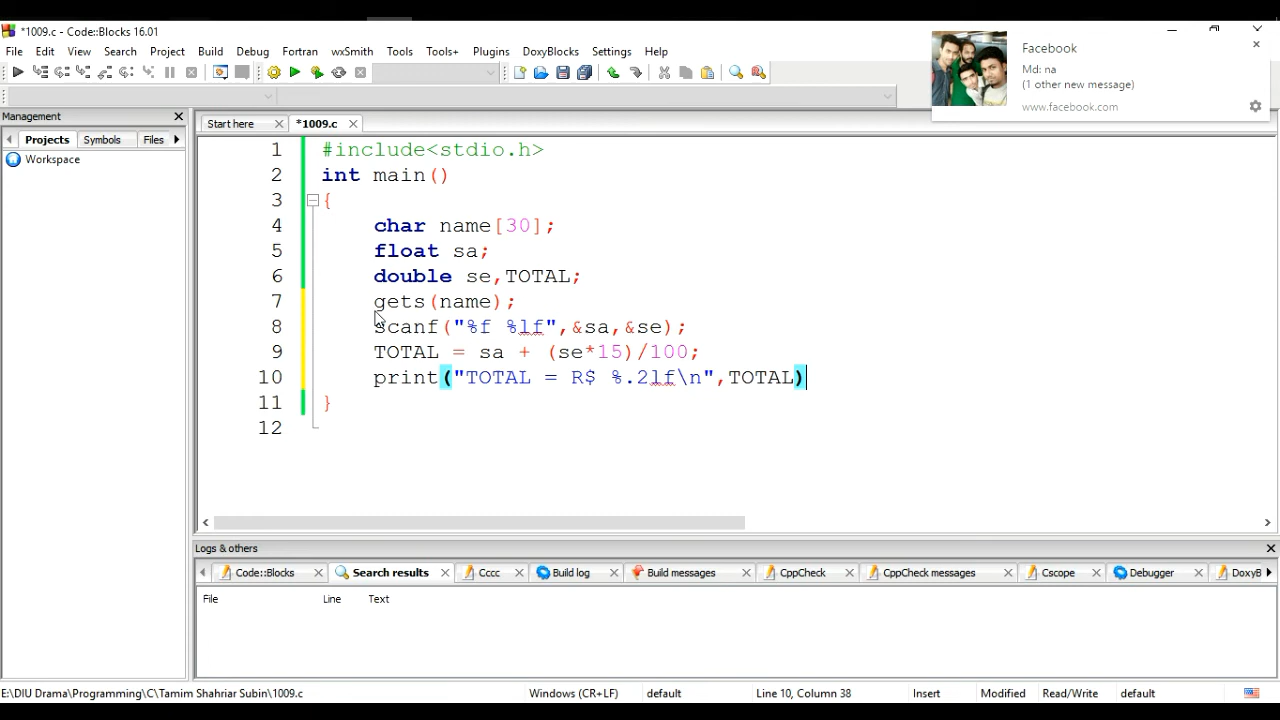 *1009.c - Code::Blocks 16.01
File Edit View Search Project Build Debug Fortran wxSmith Tools Tools+ Plugins DoxyBlocks Settings Help
Facebook
Md: na
(1 other new message)
www.facebook.com
Management
Projects Symbols Files
Workspace
Start here *1009.c
1 #include<stdio.h>
2 int main()
3 {
4 char name[30];
5 float sa;
6 double se,TOTAL;
7 gets(name);
8 scanf("%f %lf",&sa,&se);
9 TOTAL = sa + (se*15)/100;
10 print("TOTAL = R$ %.2lf\n",TOTAL)
11 }
12
Logs & others
Code::Blocks Search results Cccc Build log Build messages CppCheck CppCheck messages Cscope Debugger DoxyB
File Line Text
E:\DIU Drama\Programming\C\Tamim Shahriar Subin\1009.c Windows (CR+LF) default Line 10, Column 38 Insert Modified Read/Write default